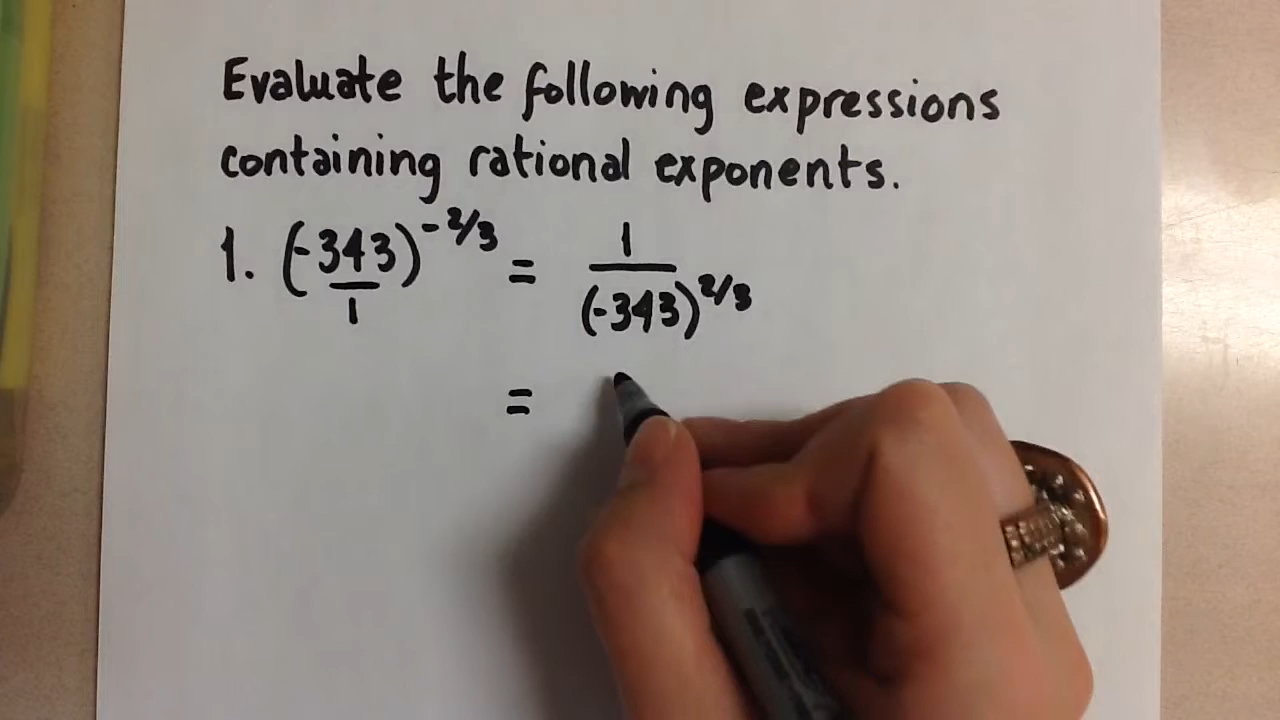 Evaluate the following expressions
containing rational exponents.
1. (-343/1)^(-2/3) = 1/(-343)^(2/3)
=